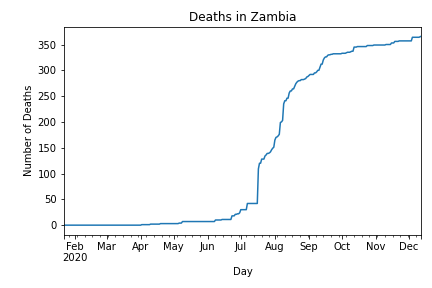 Deaths in Zambia
Number of Deaths
350
300
250
200
150
100
50
0
Feb Mar Apr May Jun Jul Aug Sep Oct Nov Dec
2020
Day